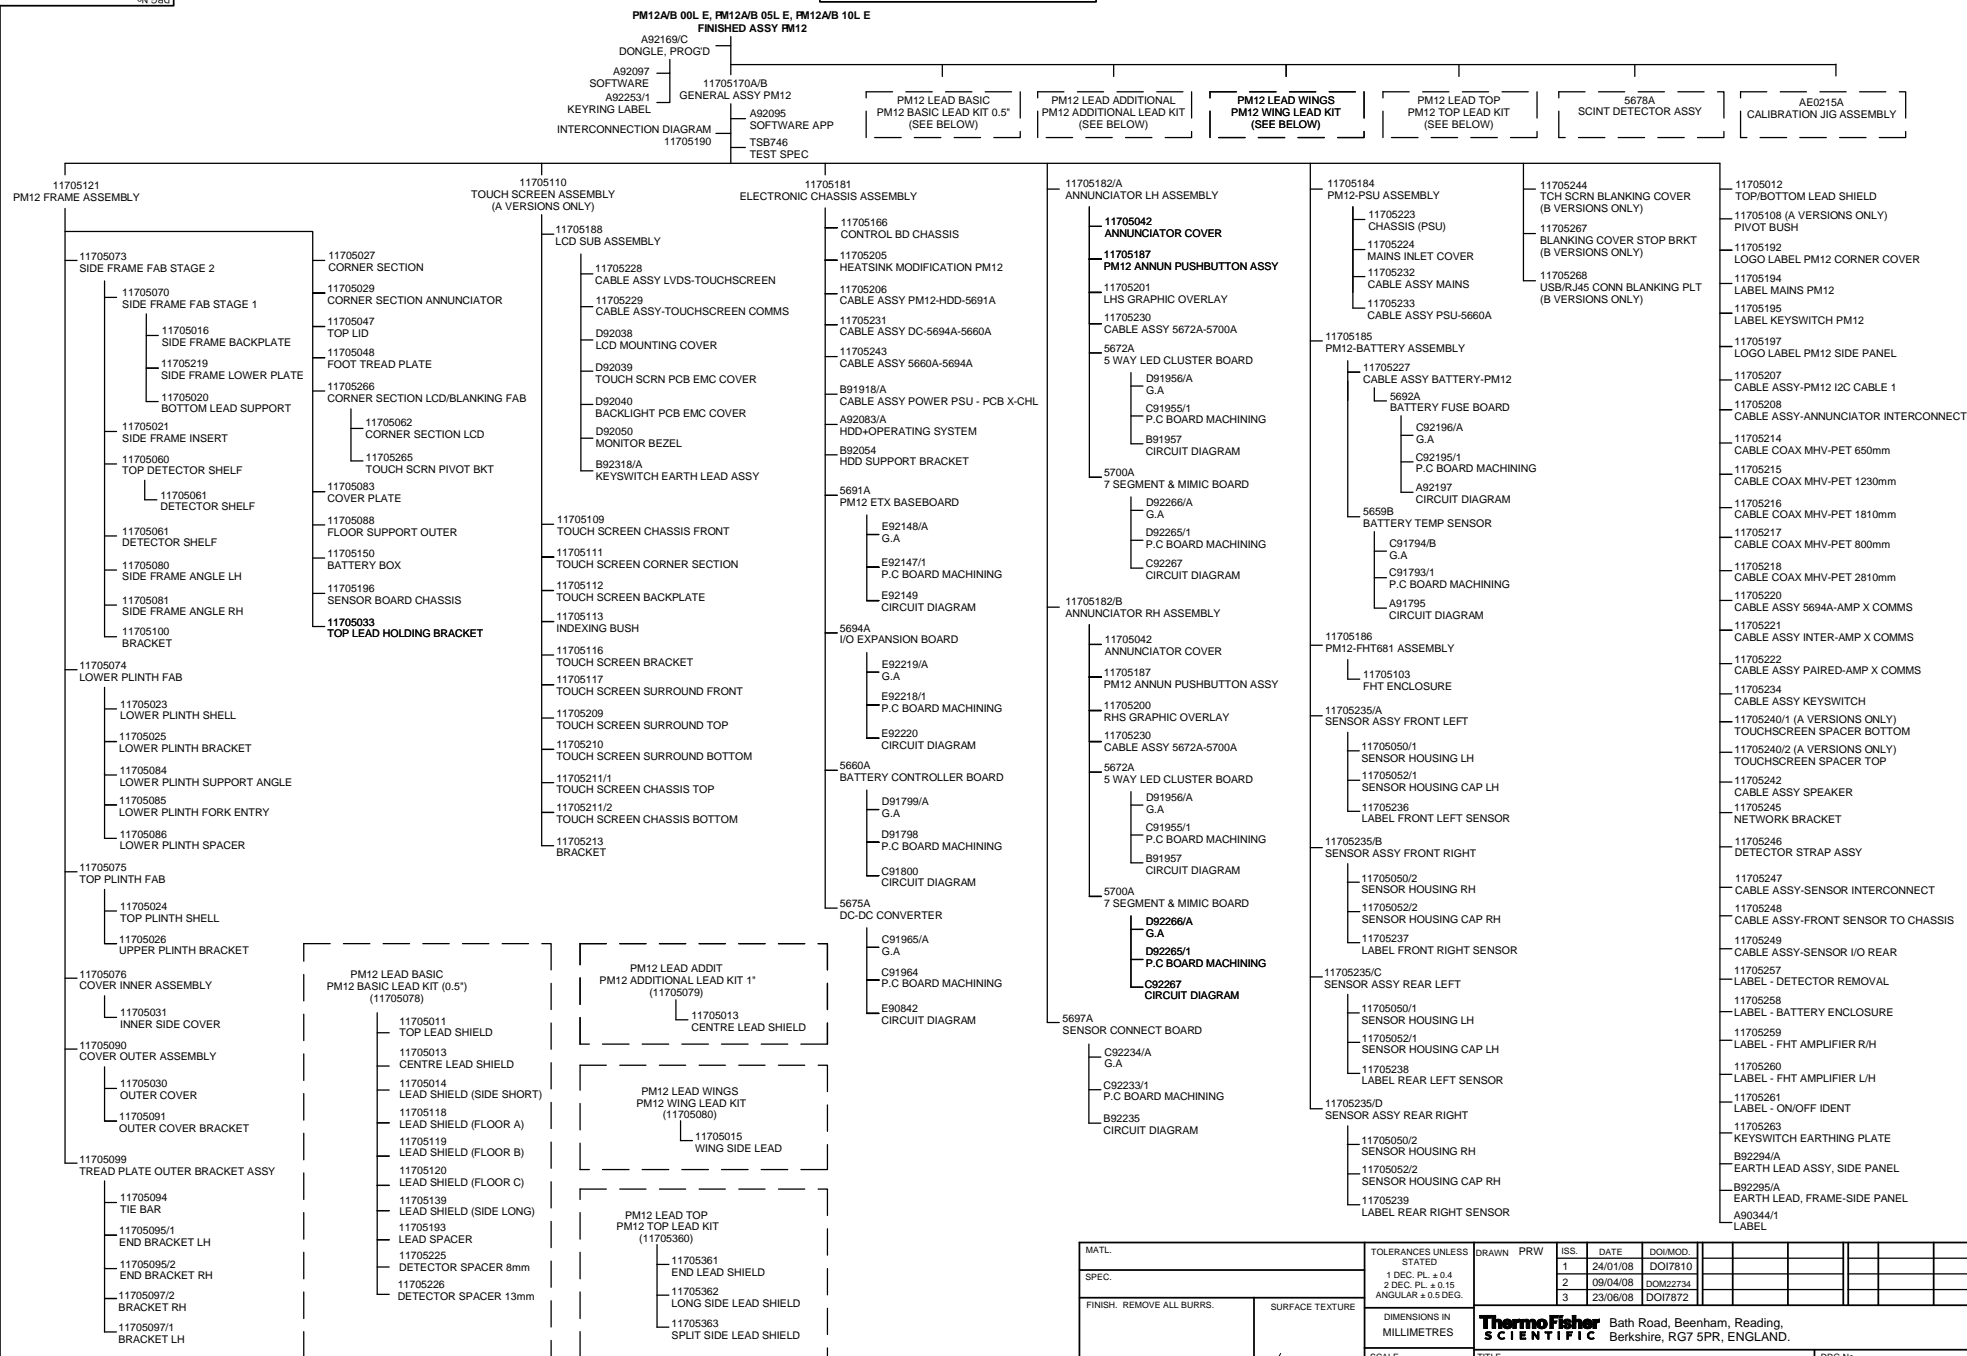 DRG Nº
PM12A/B 00L E, PM12A/B 05L E, PM12A/B 10L E
FINISHED ASSY PM12
A92169/C
DONGLE, PROG'D
A92097
SOFTWARE
A92253/1
KEYRING LABEL
11705170A/B
GENERAL ASSY PM12
A92095
SOFTWARE APP
INTERCONNECTION DIAGRAM
11705190
TSB746
TEST SPEC
PM12 LEAD BASIC
PM12 BASIC LEAD KIT 0.5"
(SEE BELOW)
PM12 LEAD ADDITIONAL
PM12 ADDITIONAL LEAD KIT
(SEE BELOW)
PM12 LEAD WINGS
PM12 WING LEAD KIT
(SEE BELOW)
PM12 LEAD TOP
PM12 TOP LEAD KIT
(SEE BELOW)
5678A
SCINT DETECTOR ASSY
AE0215A
CALIBRATION JIG ASSEMBLY
11705121
PM12 FRAME ASSEMBLY
11705073
SIDE FRAME FAB STAGE 2
11705070
SIDE FRAME FAB STAGE 1
11705016
SIDE FRAME BACKPLATE
11705219
SIDE FRAME LOWER PLATE
11705020
BOTTOM LEAD SUPPORT
11705021
SIDE FRAME INSERT
11705060
TOP DETECTOR SHELF
11705061
DETECTOR SHELF
11705061
DETECTOR SHELF
11705080
SIDE FRAME ANGLE LH
11705081
SIDE FRAME ANGLE RH
11705100
BRACKET
11705074
LOWER PLINTH FAB
11705023
LOWER PLINTH SHELL
11705025
LOWER PLINTH BRACKET
11705084
LOWER PLINTH SUPPORT ANGLE
11705085
LOWER PLINTH FORK ENTRY
11705086
LOWER PLINTH SPACER
11705075
TOP PLINTH FAB
11705024
TOP PLINTH SHELL
11705026
UPPER PLINTH BRACKET
11705076
COVER INNER ASSEMBLY
11705031
INNER SIDE COVER
11705090
COVER OUTER ASSEMBLY
11705030
OUTER COVER
11705091
OUTER COVER BRACKET
11705099
TREAD PLATE OUTER BRACKET ASSY
11705094
TIE BAR
11705095/1
END BRACKET LH
11705095/2
END BRACKET RH
11705097/2
BRACKET RH
11705097/1
BRACKET LH
11705027
CORNER SECTION
11705029
CORNER SECTION ANNUNCIATOR
11705047
TOP LID
11705048
FOOT TREAD PLATE
11705266
CORNER SECTION LCD/BLANKING FAB
11705062
CORNER SECTION LCD
11705265
TOUCH SCRN PIVOT BKT
11705083
COVER PLATE
11705088
FLOOR SUPPORT OUTER
11705150
BATTERY BOX
11705196
SENSOR BOARD CHASSIS
11705033
TOP LEAD HOLDING BRACKET
PM12 LEAD BASIC
PM12 BASIC LEAD KIT (0.5")
(11705078)
11705011
TOP LEAD SHIELD
11705013
CENTRE LEAD SHIELD
11705014
LEAD SHIELD (SIDE SHORT)
11705118
LEAD SHIELD (FLOOR A)
11705119
LEAD SHIELD (FLOOR B)
11705120
LEAD SHIELD (FLOOR C)
11705139
LEAD SHIELD (SIDE LONG)
11705193
LEAD SPACER
11705225
DETECTOR SPACER 8mm
11705226
DETECTOR SPACER 13mm
11705110
TOUCH SCREEN ASSEMBLY
(A VERSIONS ONLY)
11705188
LCD SUB ASSEMBLY
11705228
CABLE ASSY LVDS-TOUCHSCREEN
11705229
CABLE ASSY-TOUCHSCREEN COMMS
D92038
LCD MOUNTING COVER
D92039
TOUCH SCRN PCB EMC COVER
D92040
BACKLIGHT PCB EMC COVER
D92050
MONITOR BEZEL
B92318/A
KEYSWITCH EARTH LEAD ASSY
11705109
TOUCH SCREEN CHASSIS FRONT
11705111
TOUCH SCREEN CORNER SECTION
11705112
TOUCH SCREEN BACKPLATE
11705113
INDEXING BUSH
11705116
TOUCH SCREEN BRACKET
11705117
TOUCH SCREEN SURROUND FRONT
11705209
TOUCH SCREEN SURROUND TOP
11705210
TOUCH SCREEN SURROUND BOTTOM
11705211/1
TOUCH SCREEN CHASSIS TOP
11705211/2
TOUCH SCREEN CHASSIS BOTTOM
11705213
BRACKET
PM12 LEAD ADDIT
PM12 ADDITIONAL LEAD KIT 1"
(11705079)
11705013
CENTRE LEAD SHIELD
PM12 LEAD WINGS
PM12 WING LEAD KIT
(11705080)
11705015
WING SIDE LEAD
PM12 LEAD TOP
PM12 TOP LEAD KIT
(11705360)
11705361
END LEAD SHIELD
11705362
LONG SIDE LEAD SHIELD
11705363
SPLIT SIDE LEAD SHIELD
11705181
ELECTRONIC CHASSIS ASSEMBLY
11705166
CONTROL BD CHASSIS
11705205
HEATSINK MODIFICATION PM12
11705206
CABLE ASSY PM12-HDD-5691A
11705231
CABLE ASSY DC-5694A-5660A
11705243
CABLE ASSY 5660A-5694A
B91918/A
CABLE ASSY POWER PSU - PCB X-CHL
A92083/A
HDD+OPERATING SYSTEM
B92054
HDD SUPPORT BRACKET
5691A
PM12 ETX BASEBOARD
E92148/A
G.A
E92147/1
P.C BOARD MACHINING
E92149
CIRCUIT DIAGRAM
5694A
I/O EXPANSION BOARD
E92219/A
G.A
E92218/1
P.C BOARD MACHINING
E92220
CIRCUIT DIAGRAM
5660A
BATTERY CONTROLLER BOARD
D91799/A
G.A
D91798
P.C BOARD MACHINING
C91800
CIRCUIT DIAGRAM
5675A
DC-DC CONVERTER
C91965/A
G.A
C91964
P.C BOARD MACHINING
E90842
CIRCUIT DIAGRAM
11705182/A
ANNUNCIATOR LH ASSEMBLY
11705042
ANNUNCIATOR COVER
11705187
PM12 ANNUN PUSHBUTTON ASSY
11705201
LHS GRAPHIC OVERLAY
11705230
CABLE ASSY 5672A-5700A
5672A
5 WAY LED CLUSTER BOARD
D91956/A
G.A
C91955/1
P.C BOARD MACHINING
B91957
CIRCUIT DIAGRAM
5700A
7 SEGMENT & MIMIC BOARD
D92266/A
G.A
D92265/1
P.C BOARD MACHINING
C92267
CIRCUIT DIAGRAM
11705182/B
ANNUNCIATOR RH ASSEMBLY
11705042
ANNUNCIATOR COVER
11705187
PM12 ANNUN PUSHBUTTON ASSY
11705200
RHS GRAPHIC OVERLAY
11705230
CABLE ASSY 5672A-5700A
5672A
5 WAY LED CLUSTER BOARD
D91956/A
G.A
C91955/1
P.C BOARD MACHINING
B91957
CIRCUIT DIAGRAM
5700A
7 SEGMENT & MIMIC BOARD
D92266/A
G.A
D92265/1
P.C BOARD MACHINING
C92267
CIRCUIT DIAGRAM
5697A
SENSOR CONNECT BOARD
C92234/A
G.A
C92233/1
P.C BOARD MACHINING
B92235
CIRCUIT DIAGRAM
11705184
PM12-PSU ASSEMBLY
11705223
CHASSIS (PSU)
11705224
MAINS INLET COVER
11705232
CABLE ASSY MAINS
11705233
CABLE ASSY PSU-5660A
11705185
PM12-BATTERY ASSEMBLY
11705227
CABLE ASSY BATTERY-PM12
5692A
BATTERY FUSE BOARD
C92196/A
G.A
C92195/1
P.C BOARD MACHINING
A92197
CIRCUIT DIAGRAM
5659B
BATTERY TEMP SENSOR
C91794/B
G.A
C91793/1
P.C BOARD MACHINING
A91795
CIRCUIT DIAGRAM
11705186
PM12-FHT681 ASSEMBLY
11705103
FHT ENCLOSURE
11705235/A
SENSOR ASSY FRONT LEFT
11705050/1
SENSOR HOUSING LH
11705052/1
SENSOR HOUSING CAP LH
11705236
LABEL FRONT LEFT SENSOR
11705235/B
SENSOR ASSY FRONT RIGHT
11705050/2
SENSOR HOUSING RH
11705052/2
SENSOR HOUSING CAP RH
11705237
LABEL FRONT RIGHT SENSOR
11705235/C
SENSOR ASSY REAR LEFT
11705050/1
SENSOR HOUSING LH
11705052/1
SENSOR HOUSING CAP LH
11705238
LABEL REAR LEFT SENSOR
11705235/D
SENSOR ASSY REAR RIGHT
11705050/2
SENSOR HOUSING RH
11705052/2
SENSOR HOUSING CAP RH
11705239
LABEL REAR RIGHT SENSOR
11705244
TCH SCRN BLANKING COVER
(B VERSIONS ONLY)
11705267
BLANKING COVER STOP BRKT
(B VERSIONS ONLY)
11705268
USB/RJ45 CONN BLANKING PLT
(B VERSIONS ONLY)
11705012
TOP/BOTTOM LEAD SHIELD
11705108 (A VERSIONS ONLY)
PIVOT BUSH
11705192
LOGO LABEL PM12 CORNER COVER
11705194
LABEL MAINS PM12
11705195
LABEL KEYSWITCH PM12
11705197
LOGO LABEL PM12 SIDE PANEL
11705207
CABLE ASSY-PM12 I2C CABLE 1
11705208
CABLE ASSY-ANNUNCIATOR INTERCONNECT
11705214
CABLE COAX MHV-PET 650mm
11705215
CABLE COAX MHV-PET 1230mm
11705216
CABLE COAX MHV-PET 1810mm
11705217
CABLE COAX MHV-PET 800mm
11705218
CABLE COAX MHV-PET 2810mm
11705220
CABLE ASSY 5694A-AMP X COMMS
11705221
CABLE ASSY INTER-AMP X COMMS
11705222
CABLE ASSY PAIRED-AMP X COMMS
11705234
CABLE ASSY KEYSWITCH
11705240/1 (A VERSIONS ONLY)
TOUCHSCREEN SPACER BOTTOM
11705240/2 (A VERSIONS ONLY)
TOUCHSCREEN SPACER TOP
11705242
CABLE ASSY SPEAKER
11705245
NETWORK BRACKET
11705246
DETECTOR STRAP ASSY
11705247
CABLE ASSY-SENSOR INTERCONNECT
11705248
CABLE ASSY-FRONT SENSOR TO CHASSIS
11705249
CABLE ASSY-SENSOR I/O REAR
11705257
LABEL - DETECTOR REMOVAL
11705258
LABEL - BATTERY ENCLOSURE
11705259
LABEL - FHT AMPLIFIER R/H
11705260
LABEL - FHT AMPLIFIER L/H
11705261
LABEL - ON/OFF IDENT
11705263
KEYSWITCH EARTHING PLATE
B92294/A
EARTH LEAD ASSY, SIDE PANEL
B92295/A
EARTH LEAD, FRAME-SIDE PANEL
A90344/1
LABEL
MATL.
SPEC.
FINISH. REMOVE ALL BURRS.
SURFACE TEXTURE
TOLERANCES UNLESS
STATED
1 DEC. PL. ± 0.4
2 DEC. PL. ± 0.15
ANGULAR ± 0.5 DEG.
DIMENSIONS IN
MILLIMETRES
SCALE
DRAWN PRW
ISS. DATE DOI/MOD.
1 24/01/08 DOI7810
2 09/04/08 DOM22734
3 23/06/08 DOI7872
ThermoFisher
SCIENTIFIC
Bath Road, Beenham, Reading,
Berkshire, RG7 5PR, ENGLAND.
TITLE
DRG No